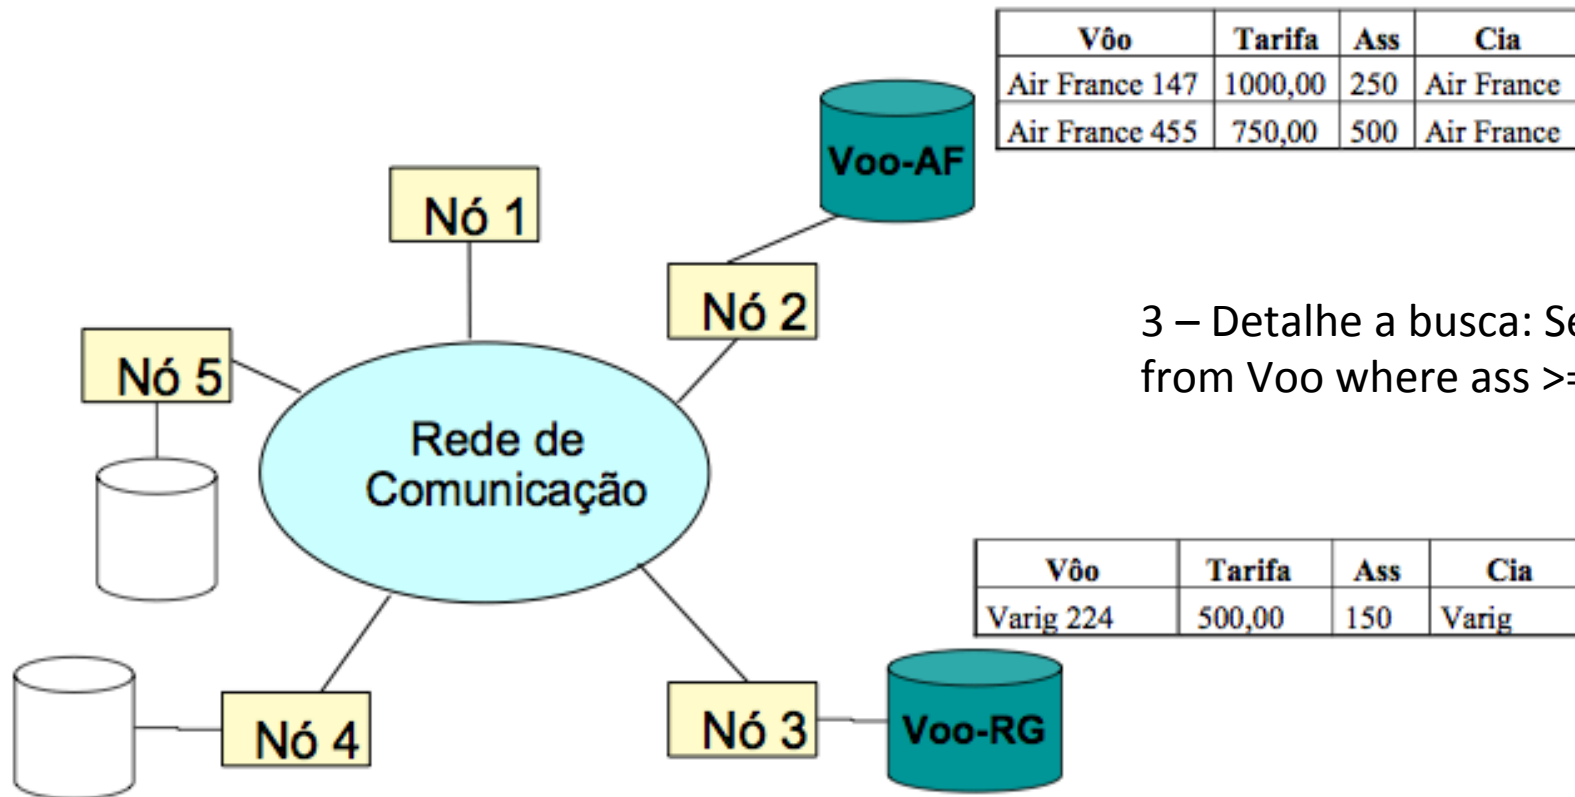 Vôo Tarifa Ass Cia
Air France 147 1000,00 250 Air France
Air France 455 750,00 500 Air France
Voo-AF
Nó 1
Nó 2
3 – Detalhe a busca: Se
from Voo where ass >=
Nó 5
Rede de
Comunicação
Vôo Tarifa Ass Cia
Varig 224 500,00 150 Varig
Nó 4
Nó 3
Voo-RG